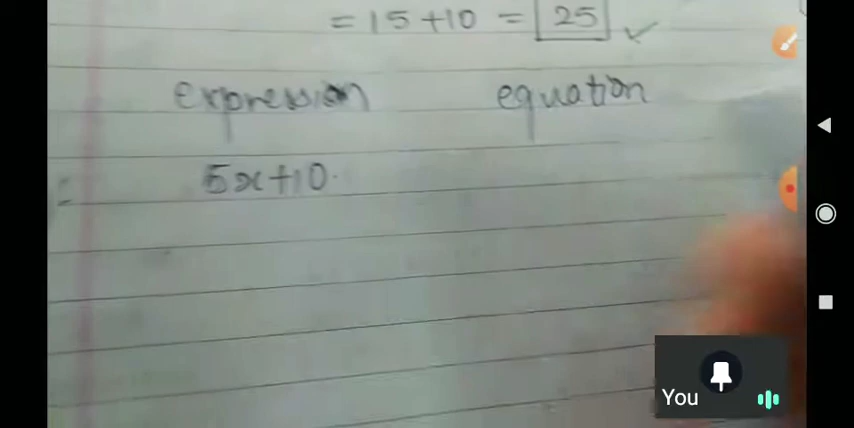 = 15 + 10 = 25 ✓
expression equation
= 5x+10.
You